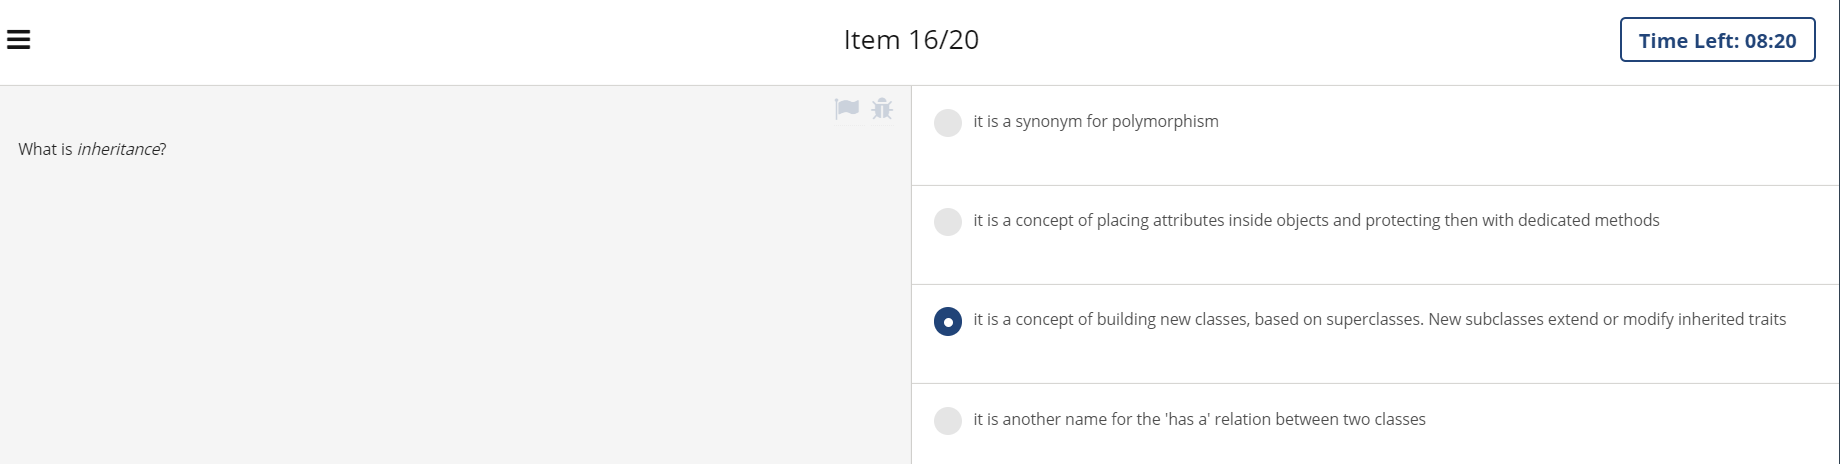 Item 16/20
Time Left: 08:20
What is inheritance?
it is a synonym for polymorphism
it is a concept of placing attributes inside objects and protecting then with dedicated methods
it is a concept of building new classes, based on superclasses. New subclasses extend or modify inherited traits
it is another name for the 'has a' relation between two classes